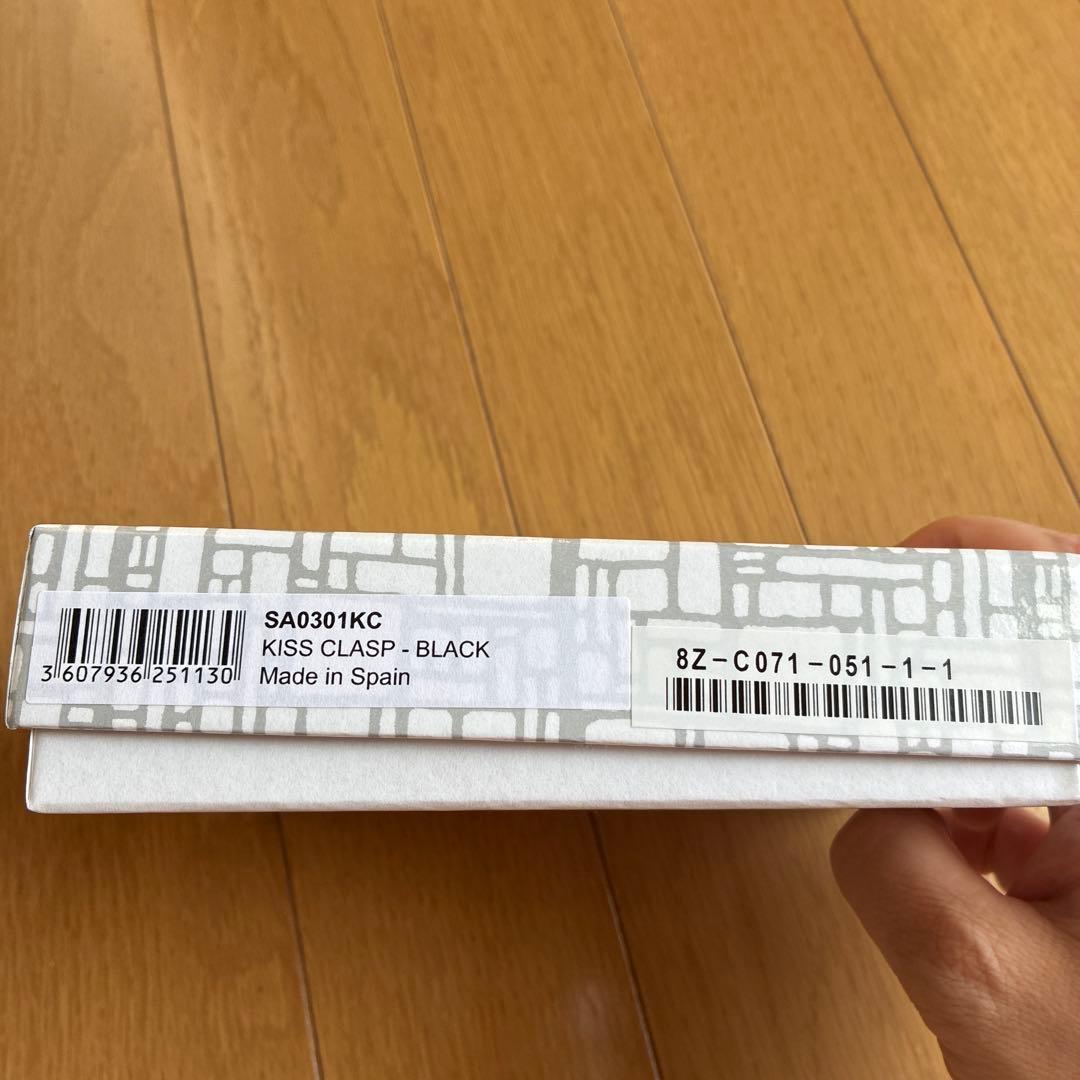 SA0301KC
KISS CLASP - BLACK
Made in Spain
3 607936 251130
8Z-C071-051-1-1